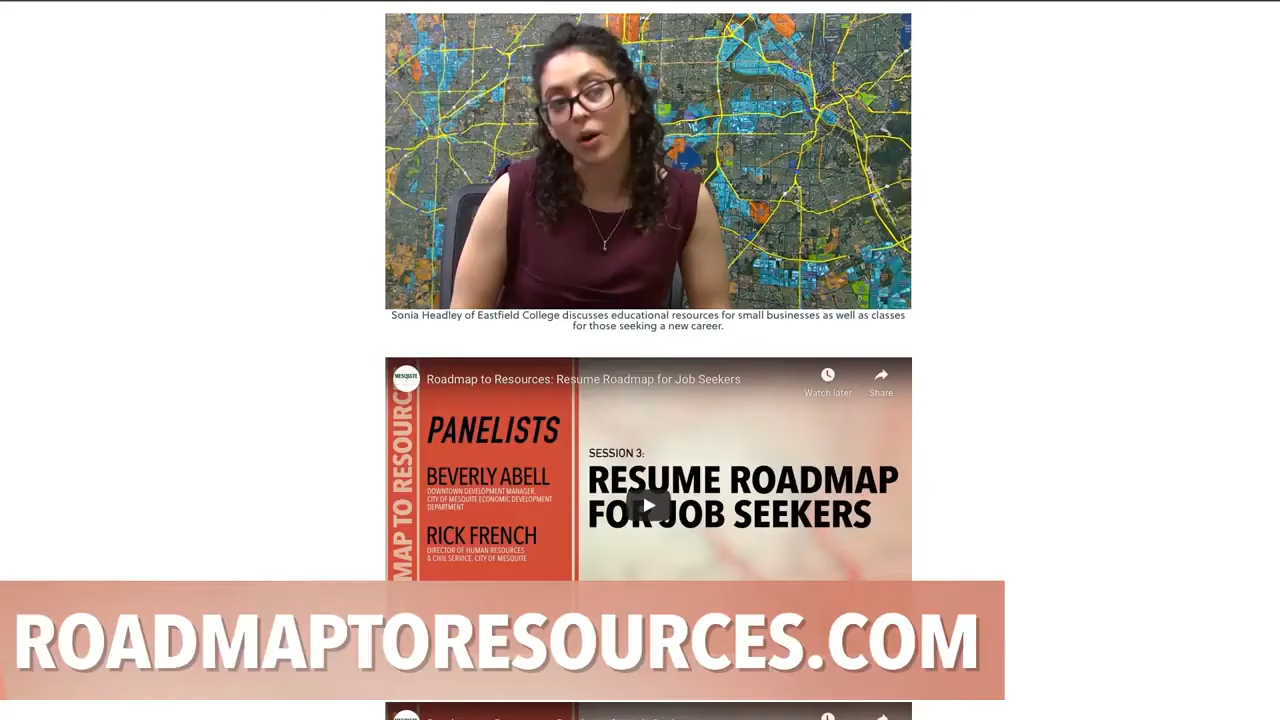 Sonia Headley of Eastfield College discusses educational resources for small businesses as well as classes
for those seeking a new career.
MESQUITE
Roadmap to Resources: Resume Roadmap for Job Seekers
Watch later
Share
MAP TO RESOURC
PANELISTS
BEVERLY ABELL
DOWNTOWN DEVELOPMENT MANAGER,
CITY OF MESQUITE ECONOMIC DEVELOPMENT
DEPARTMENT
RICK FRENCH
DIRECTOR OF HUMAN RESOURCES
& CIVIL SERVICE, CITY OF MESQUITE
SESSION 3:
RESUME ROADMAP
FOR JOB SEEKERS
ROADMAPTORESOURCES.COM